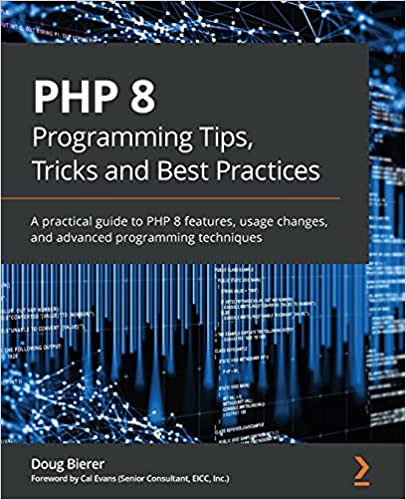 PHP 8
Programming Tips,
Tricks and Best Practices
A practical guide to PHP 8 features, usage changes,
and advanced programming techniques
Doug Bierer
Foreword by Cal Evans (Senior Consultant, EICC, Inc.)